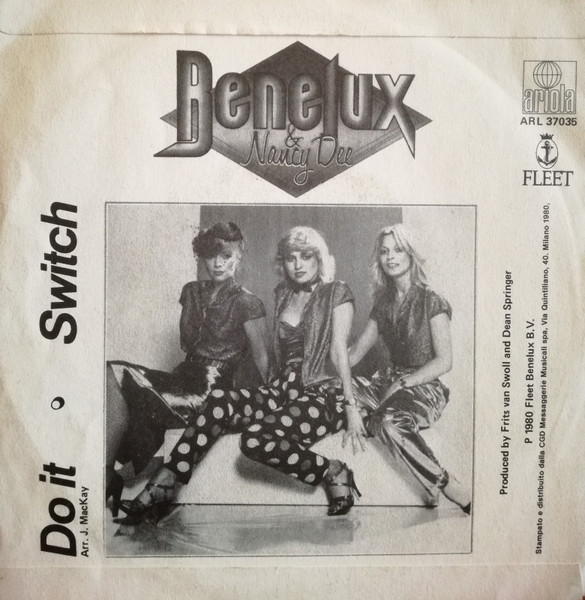 Benelux
&
Nancy Dee
ariola
ARL 37035
FLEET
Do it • Switch
Arr. J. MacKay
Produced by Frits van Swoll and Dean Springer
P 1980 Fleet Benelux B.V.
Stampato e distribuito dalla CGD Messaggerie Musicali spa, Via Quintiliano, 40. Milano 1980.